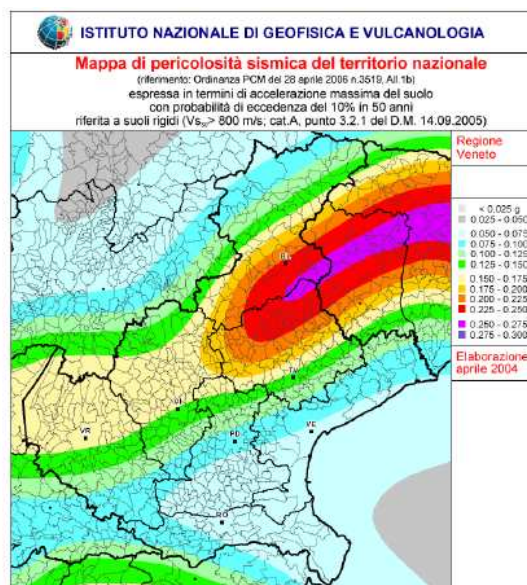 ISTITUTO NAZIONALE DI GEOFISICA E VULCANOLOGIA
Mappa di pericolosità sismica del territorio nazionale
(riferimento: Ordinanza PCM del 28 aprile 2006 n.3519, All.1b)
espressa in termini di accelerazione massima del suolo
con probabilità di eccedenza del 10% in 50 anni
riferita a suoli rigidi (Vs₃₀> 800 m/s; cat.A, punto 3.2.1 del D.M. 14.09.2005)
Regione
Veneto
< 0.025 g
0.025 - 0.050
0.050 - 0.075
0.075 - 0.100
0.100 - 0.125
0.125 - 0.150
0.150 - 0.175
0.175 - 0.200
0.200 - 0.225
0.225 - 0.250
0.250 - 0.275
0.275 - 0.300
Elaborazione
aprile 2004
BL
TV
VI
VR
PD
VE
RO